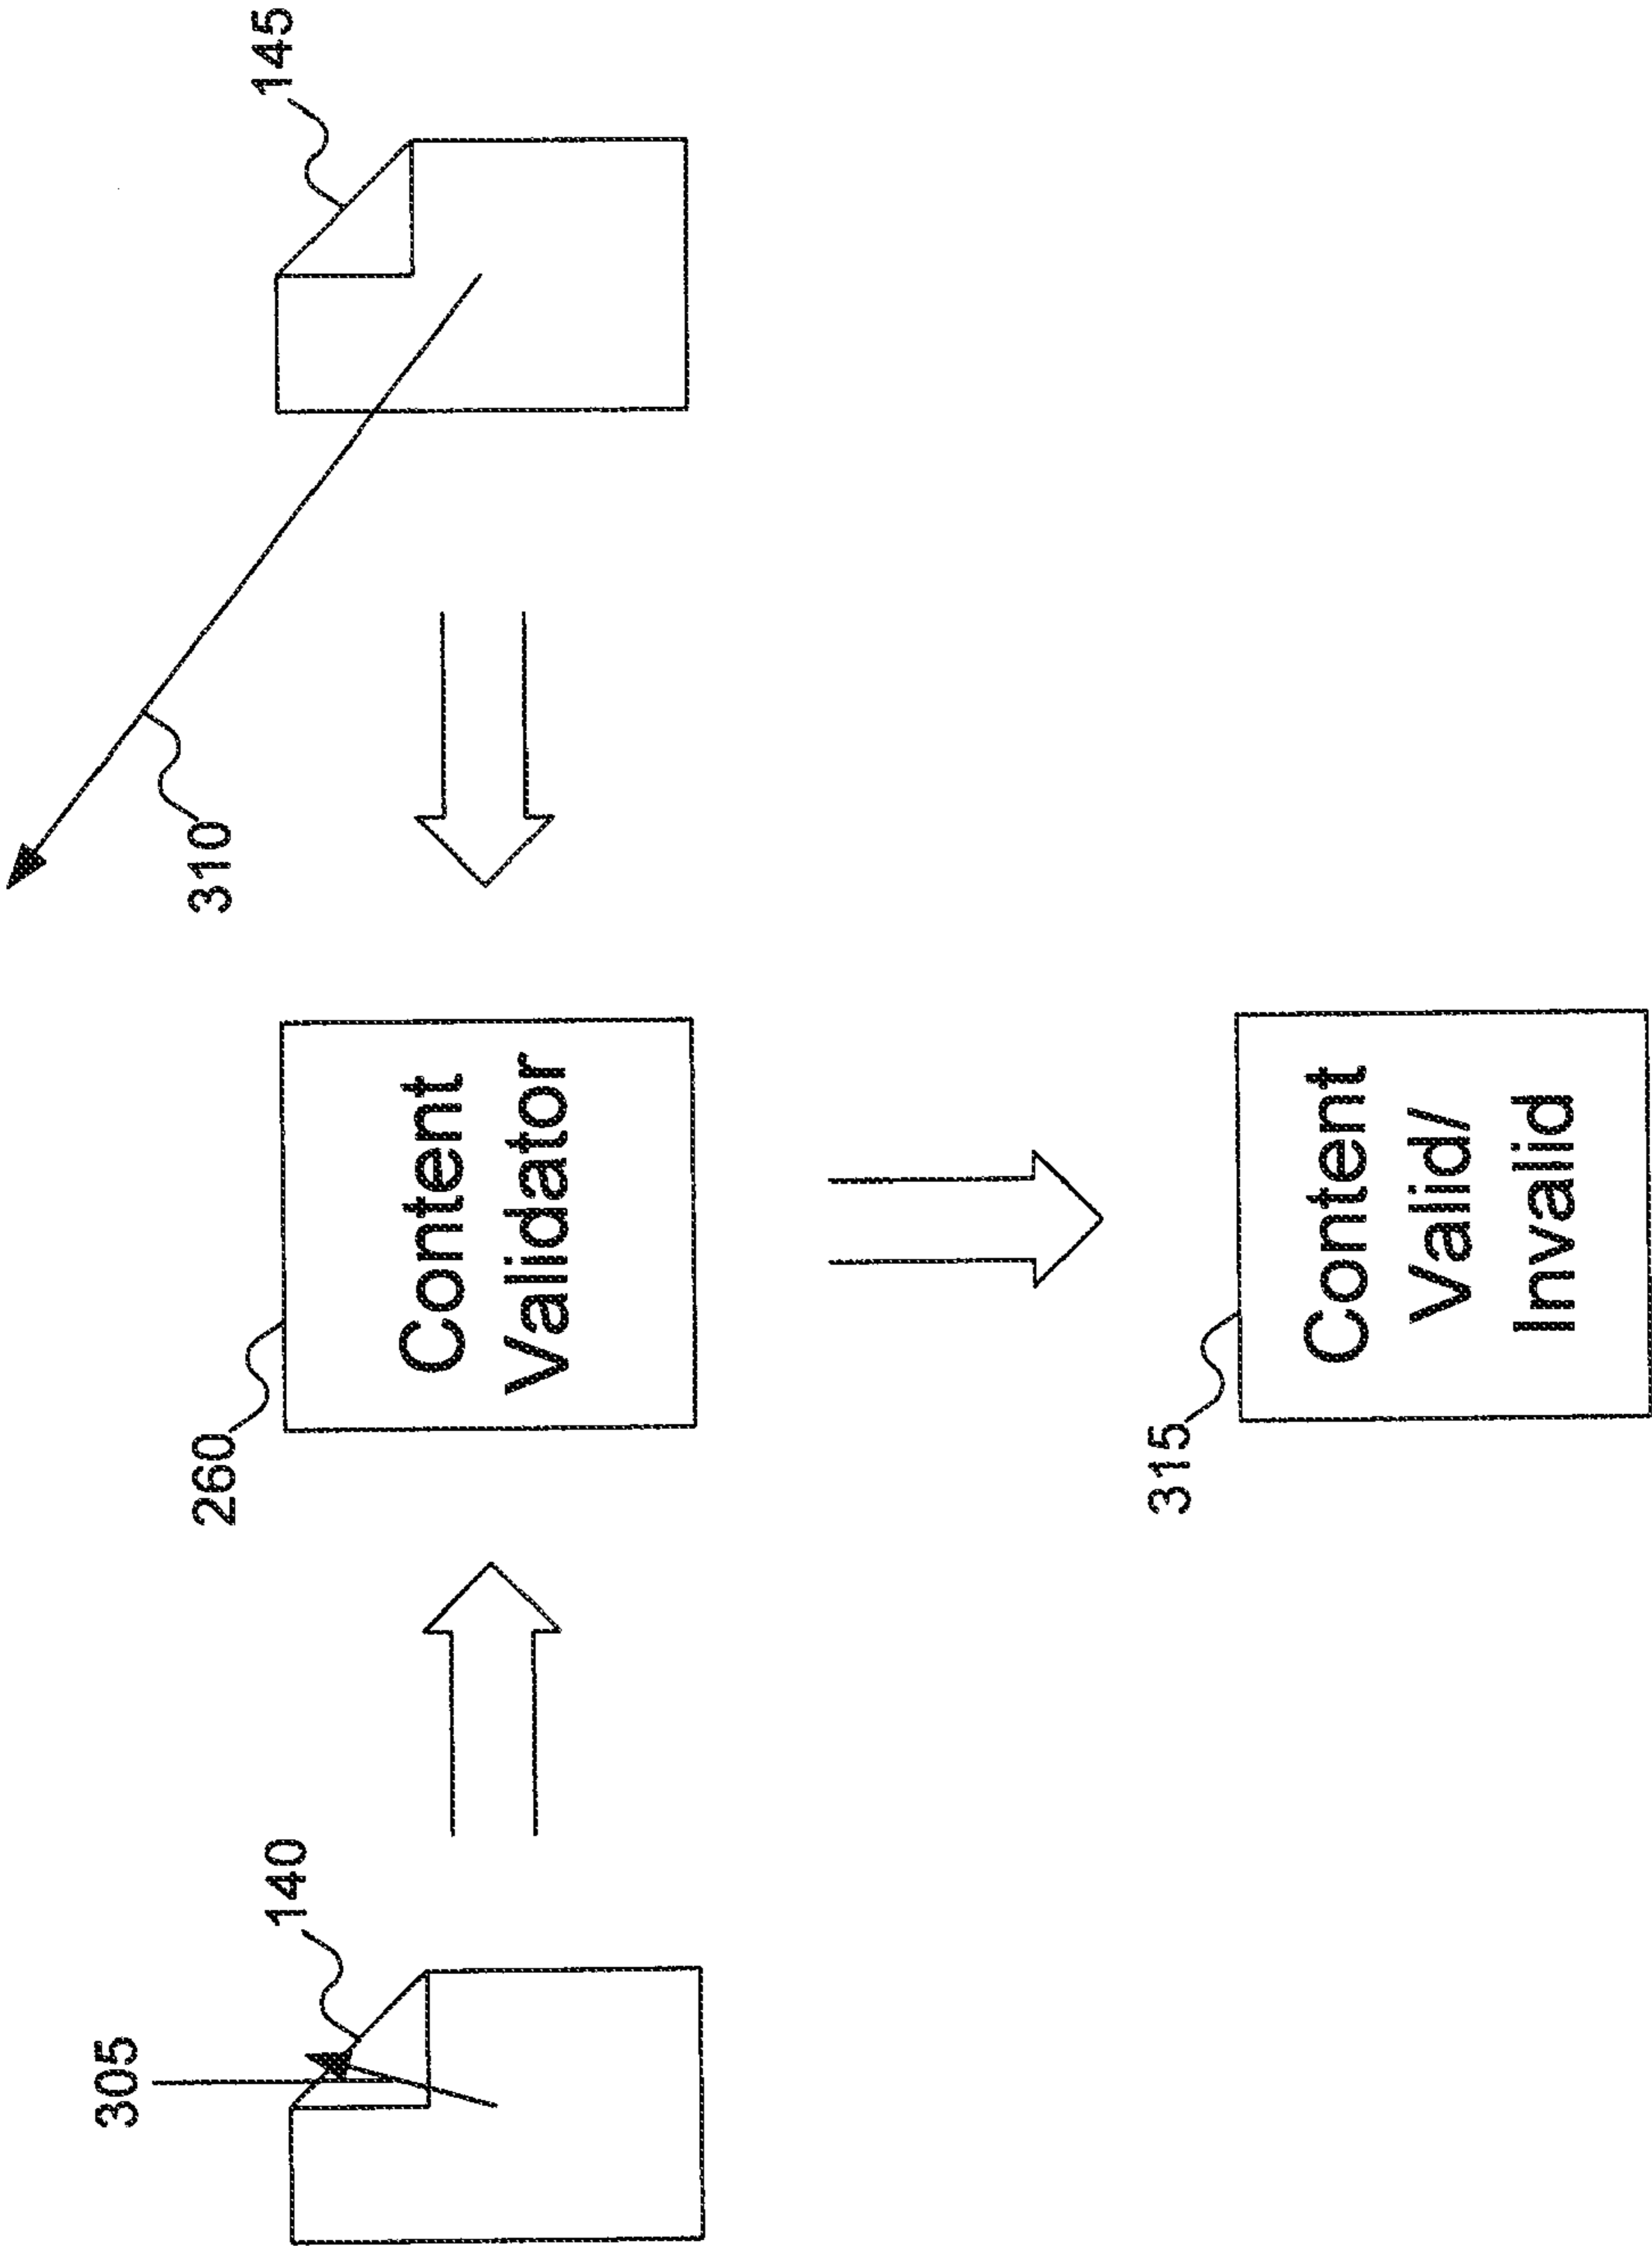 305
260
310
140
145
Content
Validator
315
Content
Valid/
Invalid